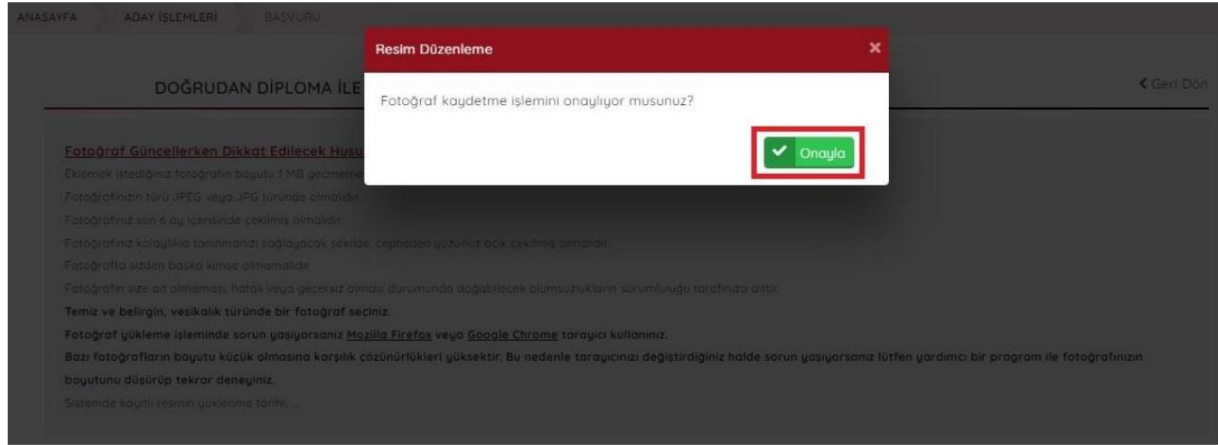 ANASAYFA ADAY İŞLEMLERİ BAŞVURU
Resim Düzenleme ×
DOĞRUDAN DİPLOMA İLE
Geri Dön
Fotoğraf kaydetme işlemini onaylıyor musunuz?
Onayla
Fotoğraf Güncellerken Dikkat Edilecek Husu
Eklemek istediğiniz fotoğrafın boyutu 1 MB geçmeme
Fotoğrafınızın türü JPEG veya JPG türünde olmalıdır.
Fotoğrafınız son 6 ay içerisinde çekilmiş olmalıdır.
Fotoğrafınız kolaylıkla tanınmanızı sağlayacak şekilde, cepheden yüzünüz açık çekilmiş olmalıdır.
Fotoğrafta sizden başka kimse olmamalıdır
Fotoğrafın size ait olmaması, hatalı veya geçersiz olması durumunda doğabilecek olumsuzlukların sorumluluğu tarafınıza aittir.
Temiz ve belirgin, vesikalık türünde bir fotoğraf seçiniz.
Fotoğraf yükleme işleminde sorun yaşıyorsanız Mozilla Firefox veya Google Chrome tarayıcı kullanınız.
Bazı fotoğrafların boyutu küçük olmasına karşılık çözünürlükleri yüksektir. Bu nedenle tarayıcınızı değiştirdiğiniz halde sorun yaşıyorsanız lütfen yardımcı bir program ile fotoğrafınızın
boyutunu düşürüp tekrar deneyiniz.
Sistemde kayıtlı resmin yüklenme tarihi, ...